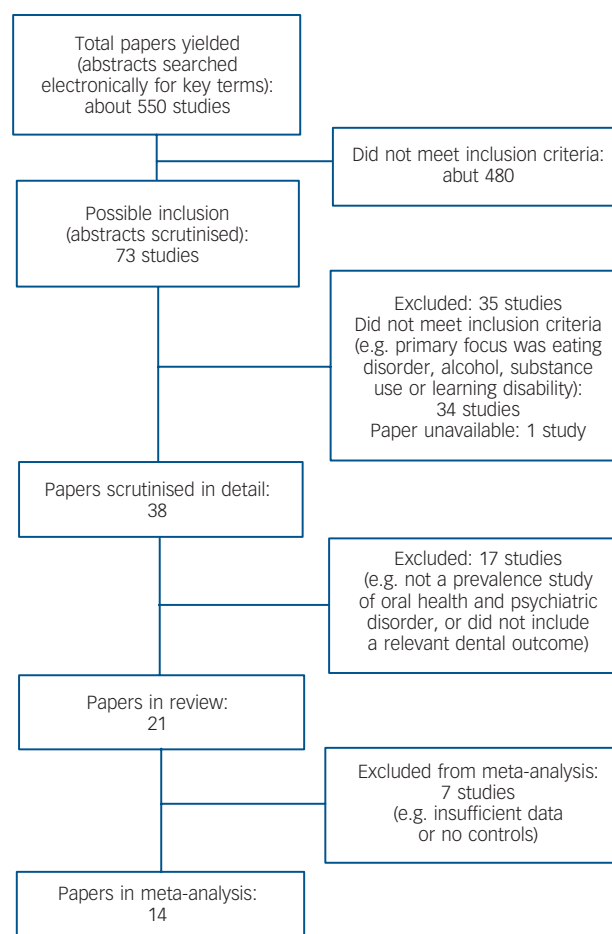 Total papers yielded
(abstracts searched
electronically for key terms):
about 550 studies
Did not meet inclusion criteria:
abut 480
Possible inclusion
(abstracts scrutinised):
73 studies
Excluded: 35 studies
Did not meet inclusion criteria
(e.g. primary focus was eating
disorder, alcohol, substance
use or learning disability):
34 studies
Paper unavailable: 1 study
Papers scrutinised in detail:
38
Excluded: 17 studies
(e.g. not a prevalence study
of oral health and psychiatric
disorder, or did not include
a relevant dental outcome)
Papers in review:
21
Excluded from meta-analysis:
7 studies
(e.g. insufficient data
or no controls)
Papers in meta-analysis:
14